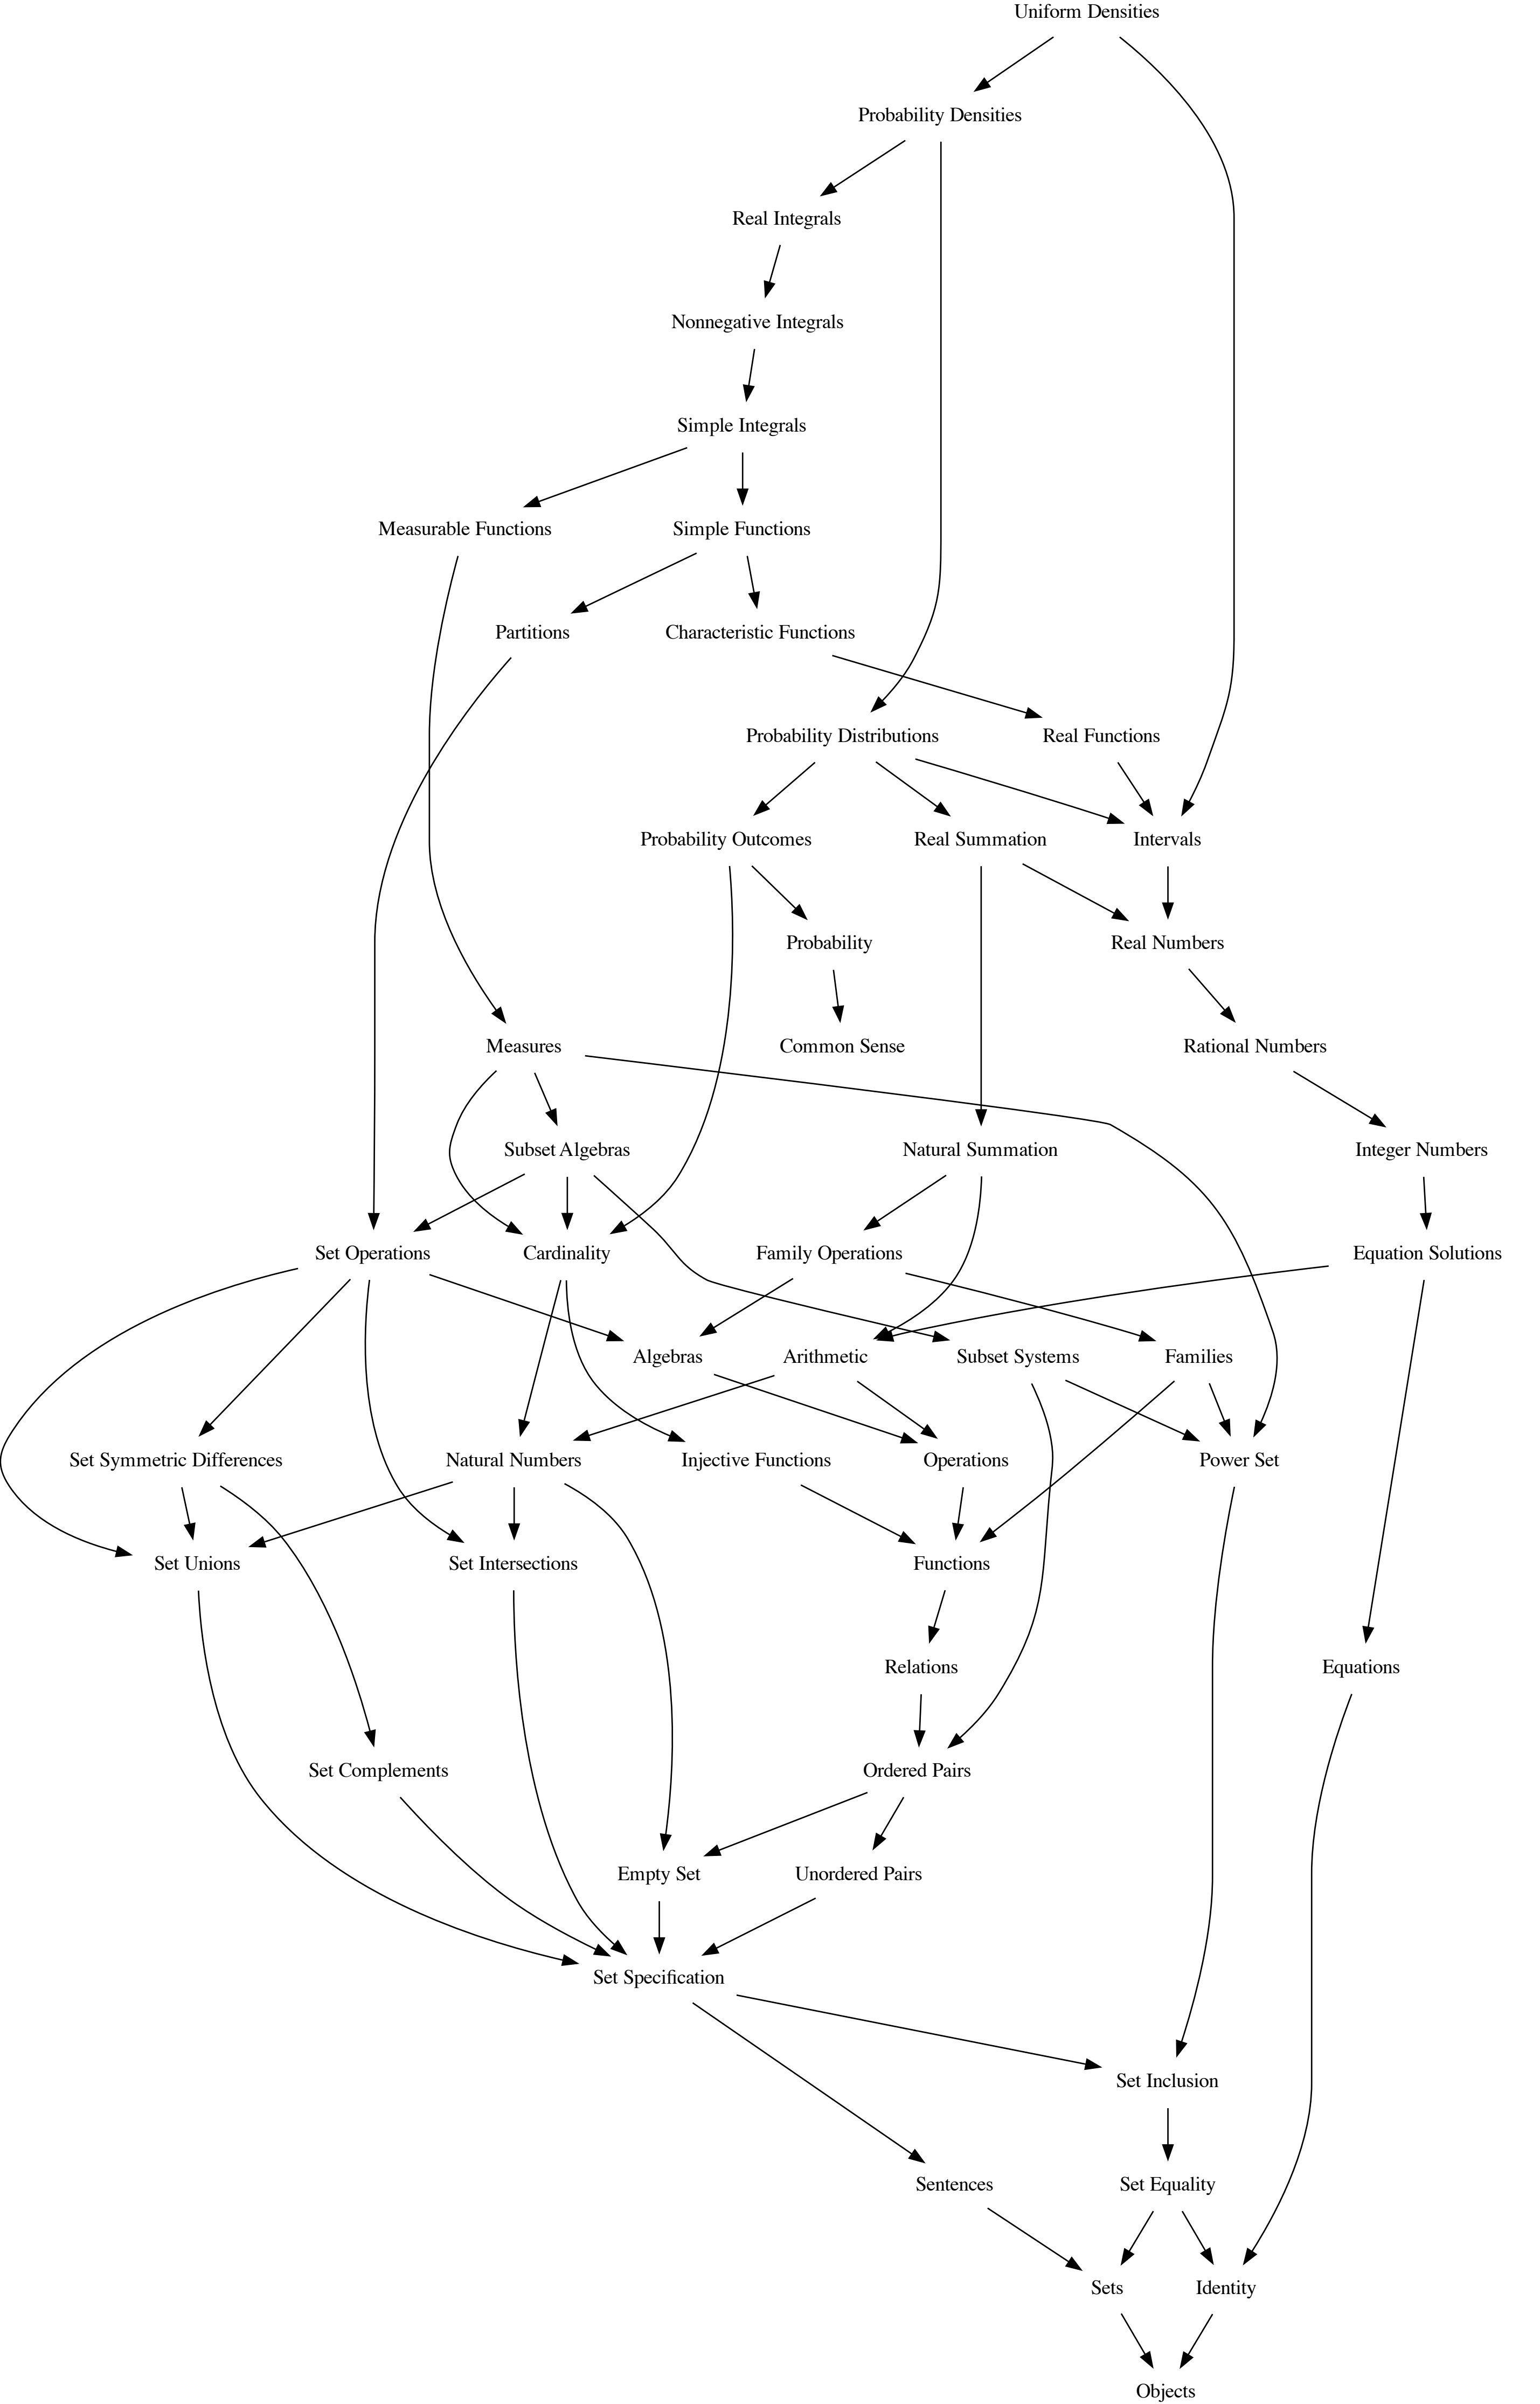 Uniform Densities
Probability Densities
Real Integrals
Nonnegative Integrals
Simple Integrals
Measurable Functions
Simple Functions
Partitions
Characteristic Functions
Probability Distributions
Real Functions
Probability Outcomes
Real Summation
Intervals
Probability
Real Numbers
Measures
Common Sense
Rational Numbers
Subset Algebras
Natural Summation
Integer Numbers
Set Operations
Cardinality
Family Operations
Equation Solutions
Algebras
Arithmetic
Subset Systems
Families
Set Symmetric Differences
Natural Numbers
Injective Functions
Operations
Power Set
Set Unions
Set Intersections
Functions
Relations
Equations
Set Complements
Ordered Pairs
Empty Set
Unordered Pairs
Set Specification
Set Inclusion
Sentences
Set Equality
Sets
Identity
Objects